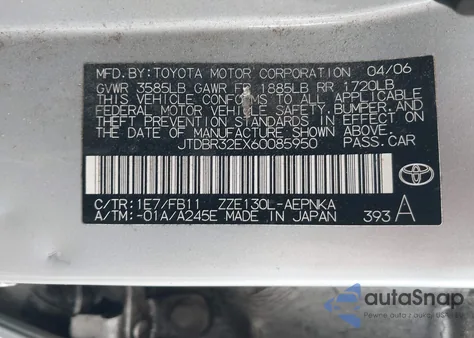 MFD. BY: TOYOTA MOTOR CORPORATION 04/06
GVWR 3585LB GAWR FR 1885LB RR 1720LB
THIS VEHICLE CONFORMS TO ALL APPLICABLE
FEDERAL MOTOR VEHICLE SAFETY, BUMPER, AND
THEFT PREVENTION STANDARDS IN EFFECT ON
THE DATE OF MANUFACTURE SHOWN ABOVE.
JTDBR32EX60085950 PASS. CAR
C/TR: 1E7/FB11 ZZE130L-AEPNKA
A/TM: -01A/A245E MADE IN JAPAN 393 A
TOYOTA
autoSnap